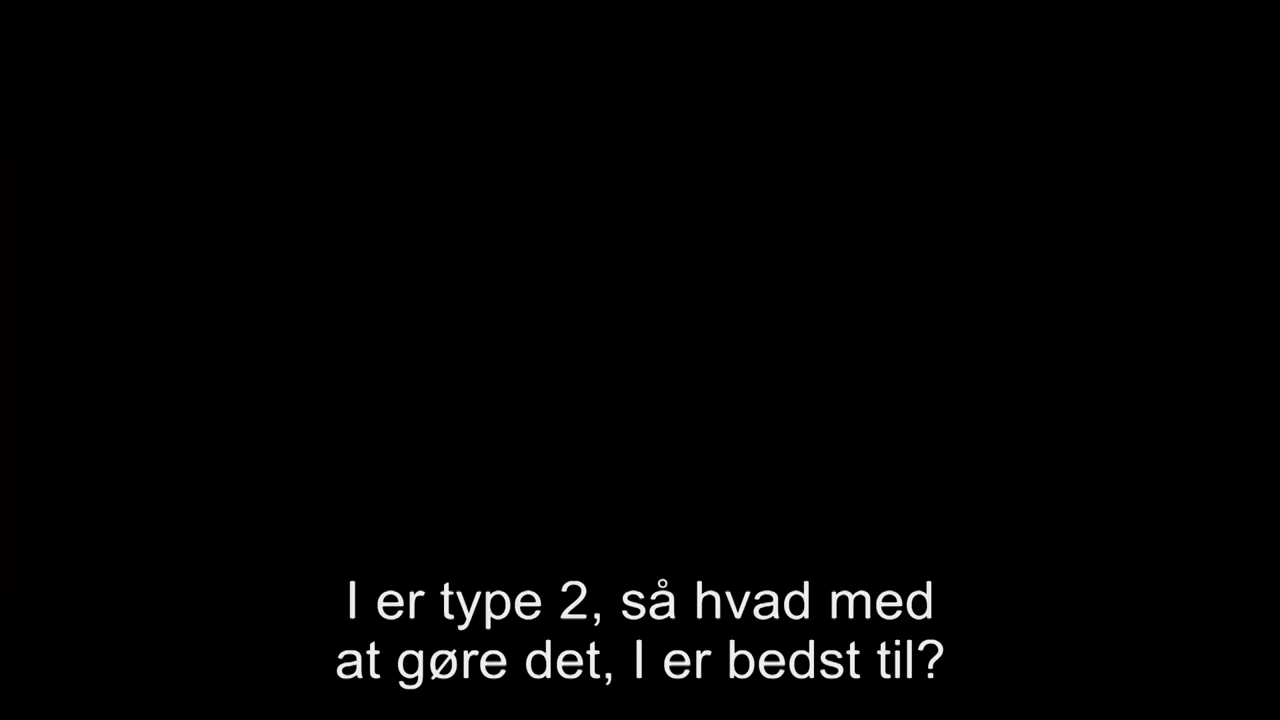 I er type 2, så hvad med
at gøre det, I er bedst til?